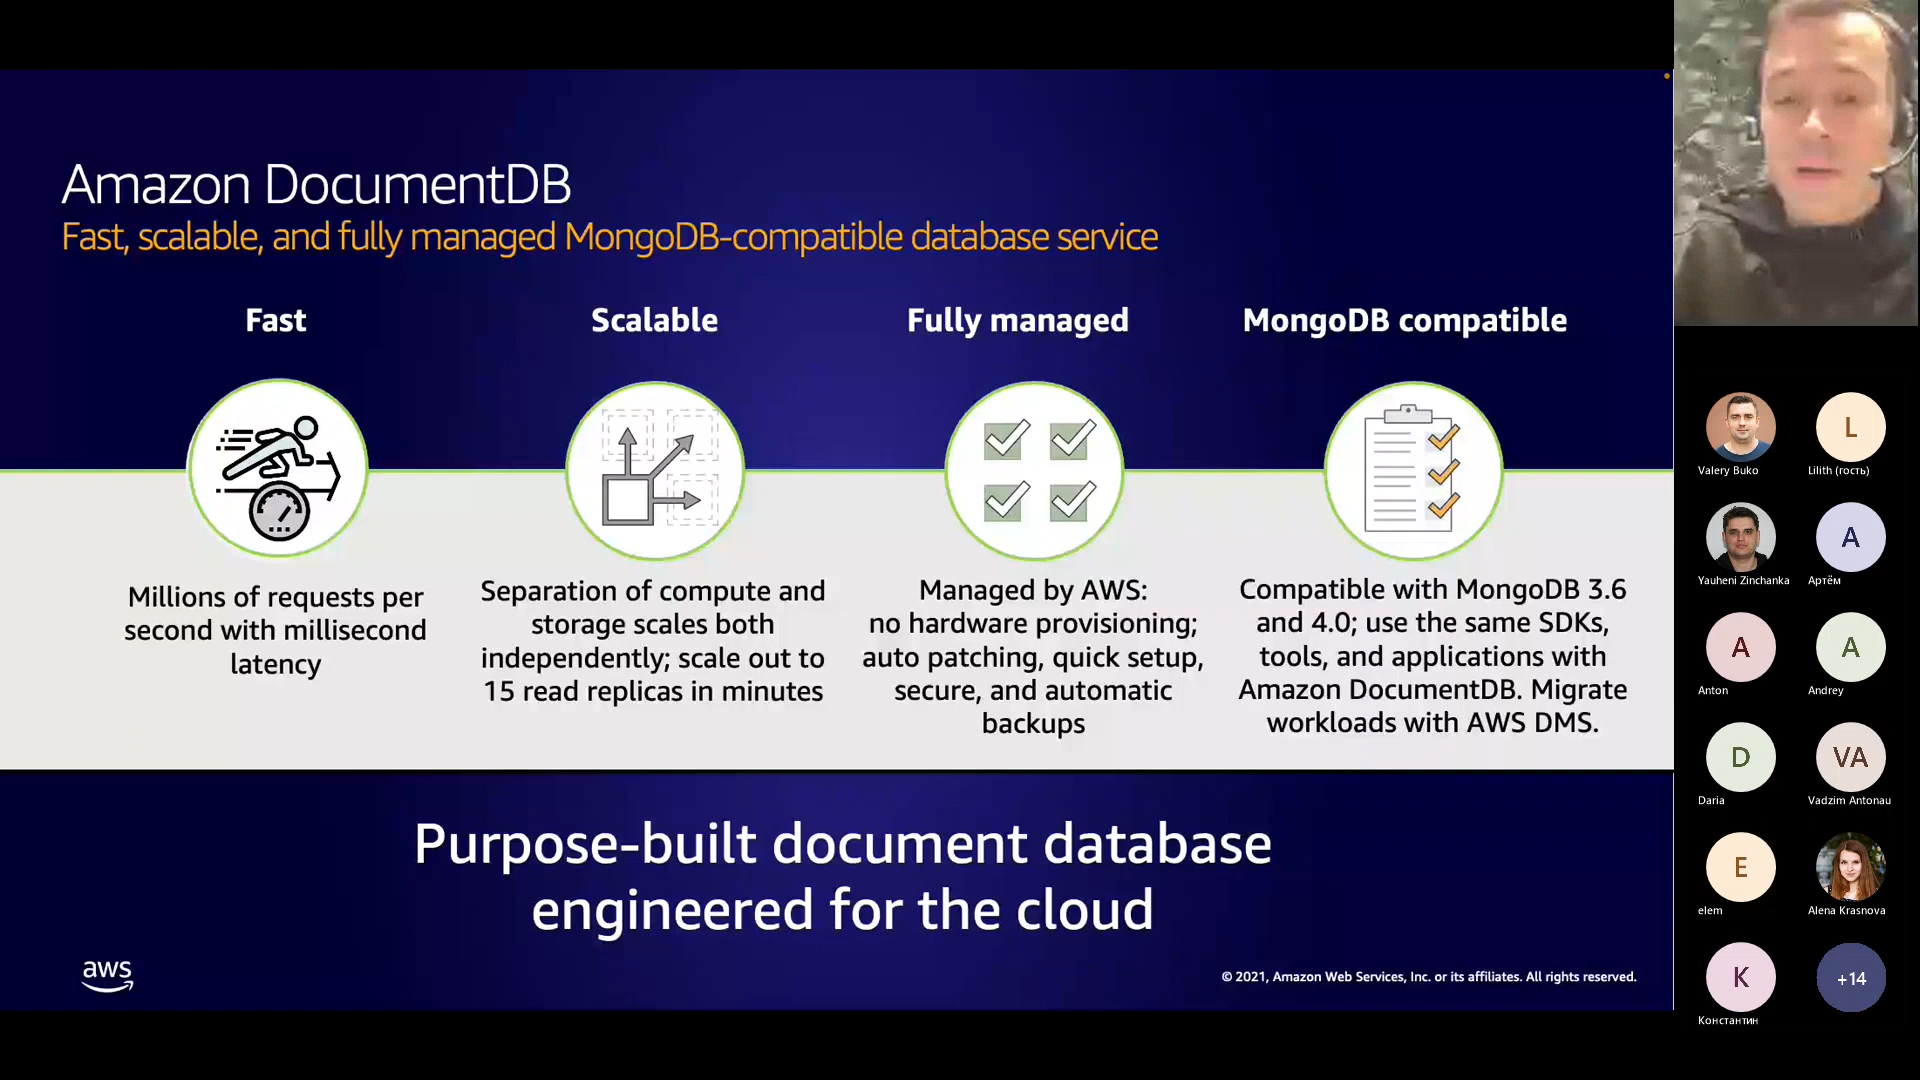 Amazon DocumentDB
Fast, scalable, and fully managed MongoDB-compatible database service
Fast
Millions of requests per
second with millisecond
latency
Scalable
Separation of compute and
storage scales both
independently; scale out to
15 read replicas in minutes
Fully managed
Managed by AWS:
no hardware provisioning;
auto patching, quick setup,
secure, and automatic
backups
MongoDB compatible
Compatible with MongoDB 3.6
and 4.0; use the same SDKs,
tools, and applications with
Amazon DocumentDB. Migrate
workloads with AWS DMS.
Purpose-built document database
engineered for the cloud
aws
© 2021, Amazon Web Services, Inc. or its affiliates. All rights reserved.
Valery Buko
L
Lilith (гость)
Yauheni Zinchanka
A
Артём
A
Anton
A
Andrey
D
Daria
VA
Vadzim Antonau
E
elem
Alena Krasnova
K
Константин
+14